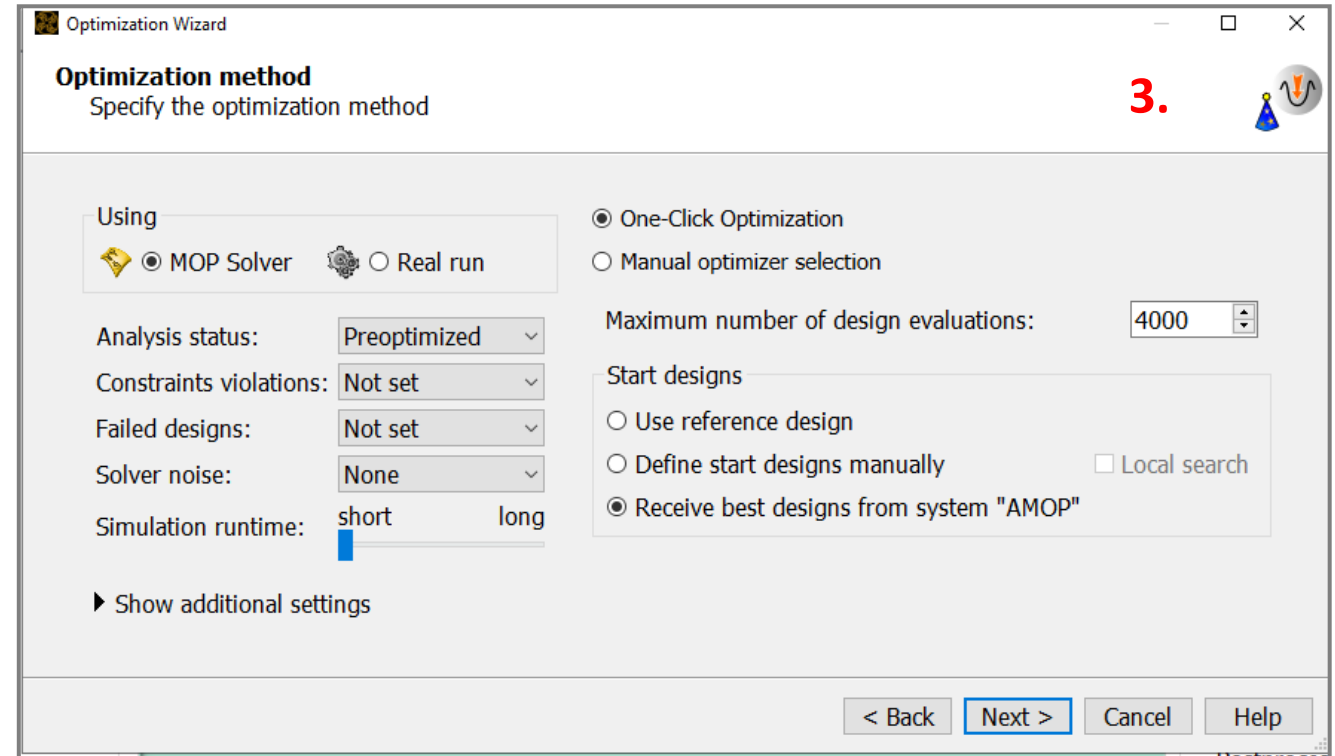 Optimization Wizard
Optimization method
Specify the optimization method
3.
Using
MOP Solver
Real run
Analysis status: Preoptimized
Constraints violations: Not set
Failed designs: Not set
Solver noise: None
Simulation runtime: short long
Show additional settings
One-Click Optimization
Manual optimizer selection
Maximum number of design evaluations: 4000
Start designs
Use reference design
Define start designs manually
Local search
Receive best designs from system "AMOP"
< Back
Next >
Cancel
Help